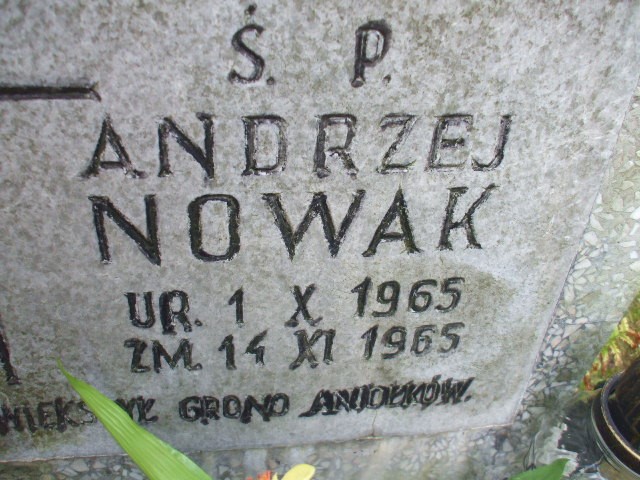 Ś. P.
ANDRZEJ
NOWAK
UR. 1 X 1965
ZM. 14 XI 1965
GRONO ANIOŁKÓW.